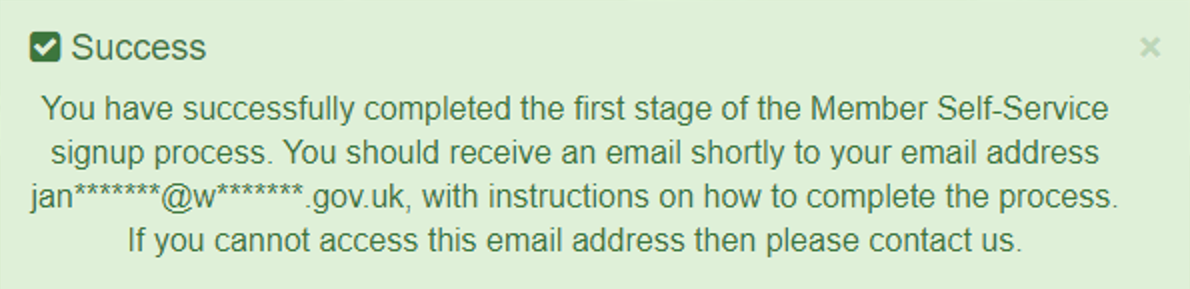 Success
You have successfully completed the first stage of the Member Self-Service
signup process. You should receive an email shortly to your email address
jan*******@w*******.gov.uk, with instructions on how to complete the process.
If you cannot access this email address then please contact us.